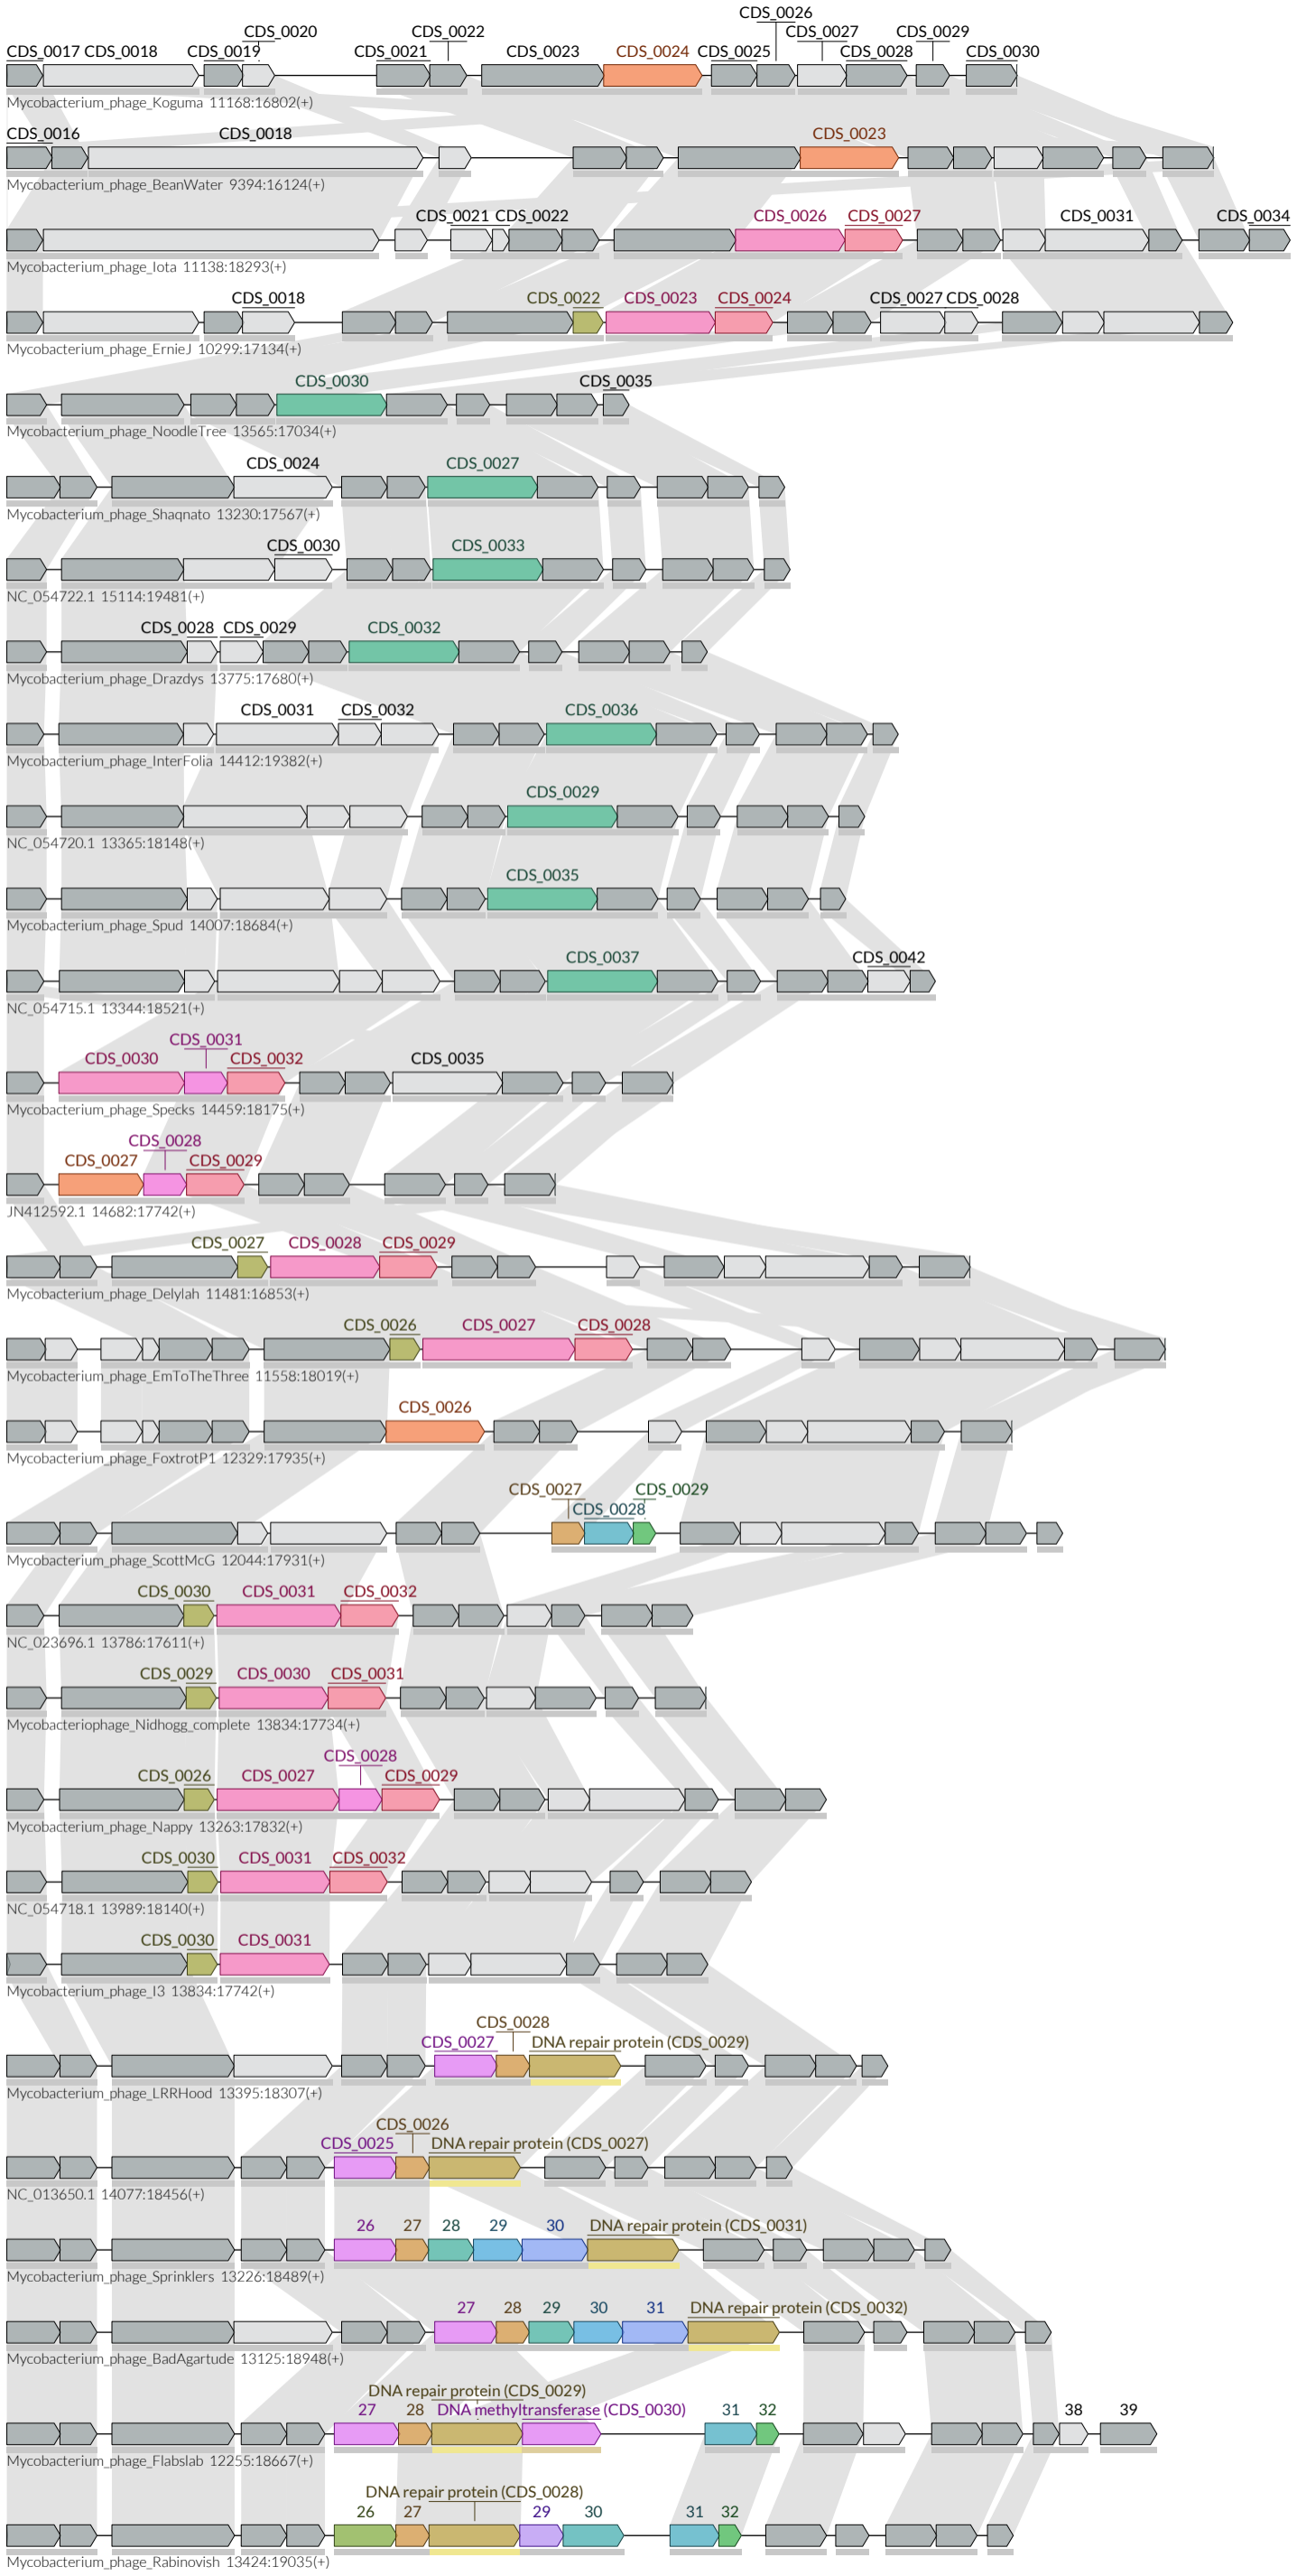 CDS_0026
CDS_0020 CDS_0022 CDS_0027 CDS_0029
CDS_0017 CDS_0018 CDS_0019 CDS_0021 CDS_0023 CDS_0024 CDS_0025 CDS_0028 CDS_0030
Mycobacterium_phage_Koguma 11168:16802(+)
CDS_0016 CDS_0018 CDS_0023
Mycobacterium_phage_BeanWater 9394:16124(+)
CDS_0021 CDS_0022 CDS_0026 CDS_0027 CDS_0031 CDS_0034
Mycobacterium_phage_Iota 11138:18293(+)
CDS_0018 CDS_0022 CDS_0023 CDS_0024 CDS_0027 CDS_0028
Mycobacterium_phage_ErnieJ 10299:17134(+)
CDS_0030 CDS_0035
Mycobacterium_phage_NoodleTree 13565:17034(+)
CDS_0024 CDS_0027
Mycobacterium_phage_Shaqnato 13230:17567(+)
CDS_0030 CDS_0033
NC_054722.1 15114:19481(+)
CDS_0028 CDS_0029 CDS_0032
Mycobacterium_phage_Drazdys 13775:17680(+)
CDS_0031 CDS_0032 CDS_0036
Mycobacterium_phage_InterFolia 14412:19382(+)
CDS_0029
NC_054720.1 13365:18148(+)
CDS_0035
Mycobacterium_phage_Spud 14007:18684(+)
CDS_0037 CDS_0042
NC_054715.1 13344:18521(+)
CDS_0031
CDS_0030 CDS_0032 CDS_0035
Mycobacterium_phage_Specks 14459:18175(+)
CDS_0028
CDS_0027 CDS_0029
JN412592.1 14682:17742(+)
CDS_0027 CDS_0028 CDS_0029
Mycobacterium_phage_Delylah 11481:16853(+)
CDS_0026 CDS_0027 CDS_0028
Mycobacterium_phage_EmToTheThree 11558:18019(+)
CDS_0026
Mycobacterium_phage_FoxtrotP1 12329:17935(+)
CDS_0027 CDS_0029
CDS_0028
Mycobacterium_phage_ScottMcG 12044:17931(+)
CDS_0030 CDS_0031 CDS_0032
NC_023696.1 13786:17611(+)
CDS_0029 CDS_0030 CDS_0031
Mycobacteriophage_Nidhogg_complete 13834:17734(+)
CDS_0028
CDS_0026 CDS_0027 CDS_0029
Mycobacterium_phage_Nappy 13263:17832(+)
CDS_0030 CDS_0031 CDS_0032
NC_054718.1 13989:18140(+)
CDS_0030 CDS_0031
Mycobacterium_phage_I3 13834:17742(+)
CDS_0028
CDS_0027 DNA repair protein (CDS_0029)
Mycobacterium_phage_LRRHood 13395:18307(+)
CDS_0026
CDS_0025 DNA repair protein (CDS_0027)
NC_013650.1 14077:18456(+)
26 27 28 29 30 DNA repair protein (CDS_0031)
Mycobacterium_phage_Sprinklers 13226:18489(+)
27 28 29 30 31 DNA repair protein (CDS_0032)
Mycobacterium_phage_BadAgartude 13125:18948(+)
DNA repair protein (CDS_0029)
27 28 DNA methyltransferase (CDS_0030) 31 32 38 39
Mycobacterium_phage_Flabslab 12255:18667(+)
DNA repair protein (CDS_0028)
26 27 29 30 31 32
Mycobacterium_phage_Rabinovish 13424:19035(+)